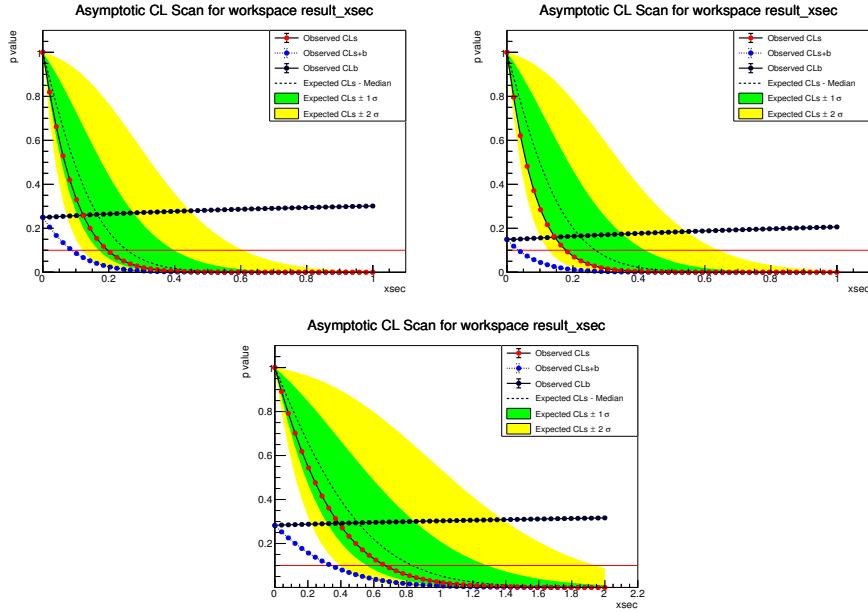 Asymptotic CL Scan for workspace result_xsec
p value
Observed CLs
Observed CLs+b
Observed CLb
Expected CLs - Median
Expected CLs ± 1 σ
Expected CLs ± 2 σ
1
0.8
0.6
0.4
0.2
0
0 0.2 0.4 0.6 0.8 1
xsec
Asymptotic CL Scan for workspace result_xsec
p value
Observed CLs
Observed CLs+b
Observed CLb
Expected CLs - Median
Expected CLs ± 1 σ
Expected CLs ± 2 σ
1
0.8
0.6
0.4
0.2
0
0 0.2 0.4 0.6 0.8 1
xsec
Asymptotic CL Scan for workspace result_xsec
p value
Observed CLs
Observed CLs+b
Observed CLb
Expected CLs - Median
Expected CLs ± 1 σ
Expected CLs ± 2 σ
1
0.8
0.6
0.4
0.2
0 0.2 0.4 0.6 0.8 1 1.2 1.4 1.6 1.8 2 2.2
xsec